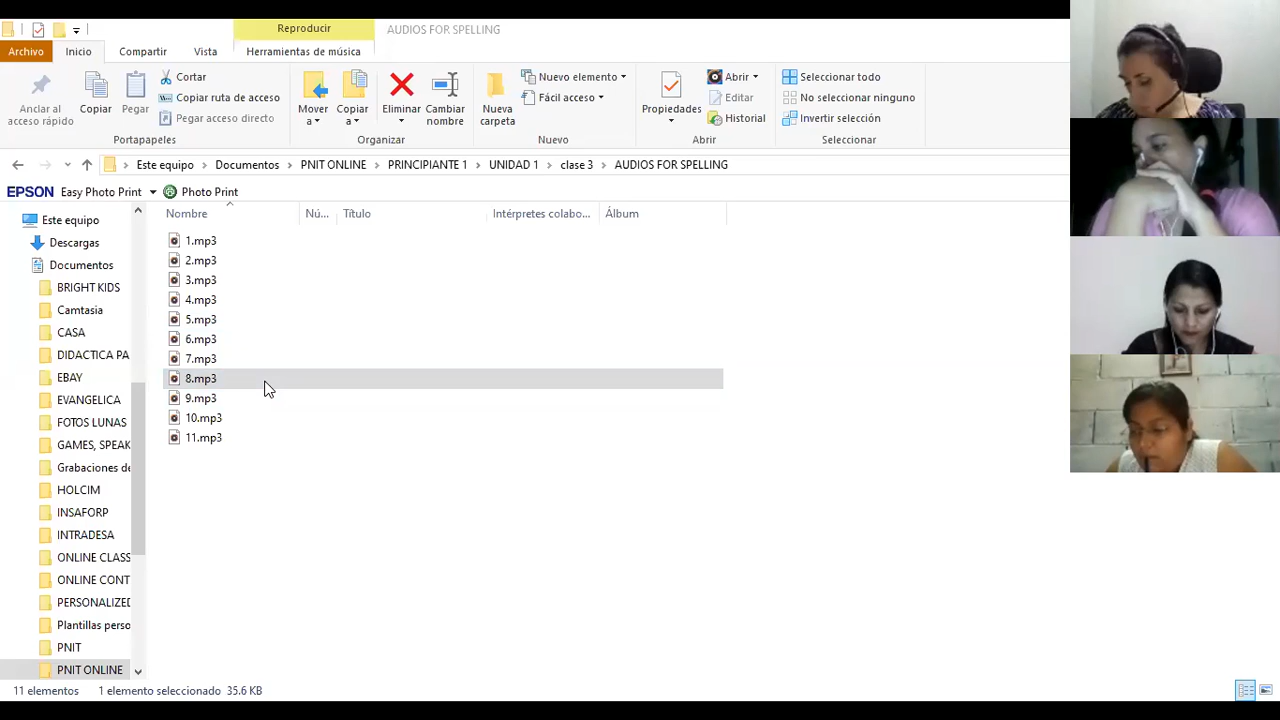 Reproducir
AUDIOS FOR SPELLING
Archivo
Inicio
Compartir
Vista
Herramientas de música
Anclar al
acceso rápido
Copiar
Pegar
Cortar
Copiar ruta de acceso
Pegar acceso directo
Portapapeles
Mover
a
Copiar
a
Eliminar
Cambiar
nombre
Organizar
Nueva
carpeta
Nuevo elemento
Fácil acceso
Nuevo
Propiedades
Abrir
Editar
Historial
Abrir
Seleccionar todo
No seleccionar ninguno
Invertir selección
Seleccionar
Este equipo > Documentos > PNIT ONLINE > PRINCIPIANTE 1 > UNIDAD 1 > clase 3 > AUDIOS FOR SPELLING
EPSON Easy Photo Print Photo Print
Nombre Nú... Título Intérpretes colabo... Álbum
Este equipo
Descargas
Documentos
BRIGHT KIDS
Camtasia
CASA
DIDACTICA PA
EBAY
EVANGELICA
FOTOS LUNAS
GAMES, SPEAK
Grabaciones de
HOLCIM
INSAFORP
INTRADESA
ONLINE CLASS
ONLINE CONT
PERSONALIZED
Plantillas perso
PNIT
PNIT ONLINE
1.mp3
2.mp3
3.mp3
4.mp3
5.mp3
6.mp3
7.mp3
8.mp3
9.mp3
10.mp3
11.mp3
11 elementos 1 elemento seleccionado 35.6 KB